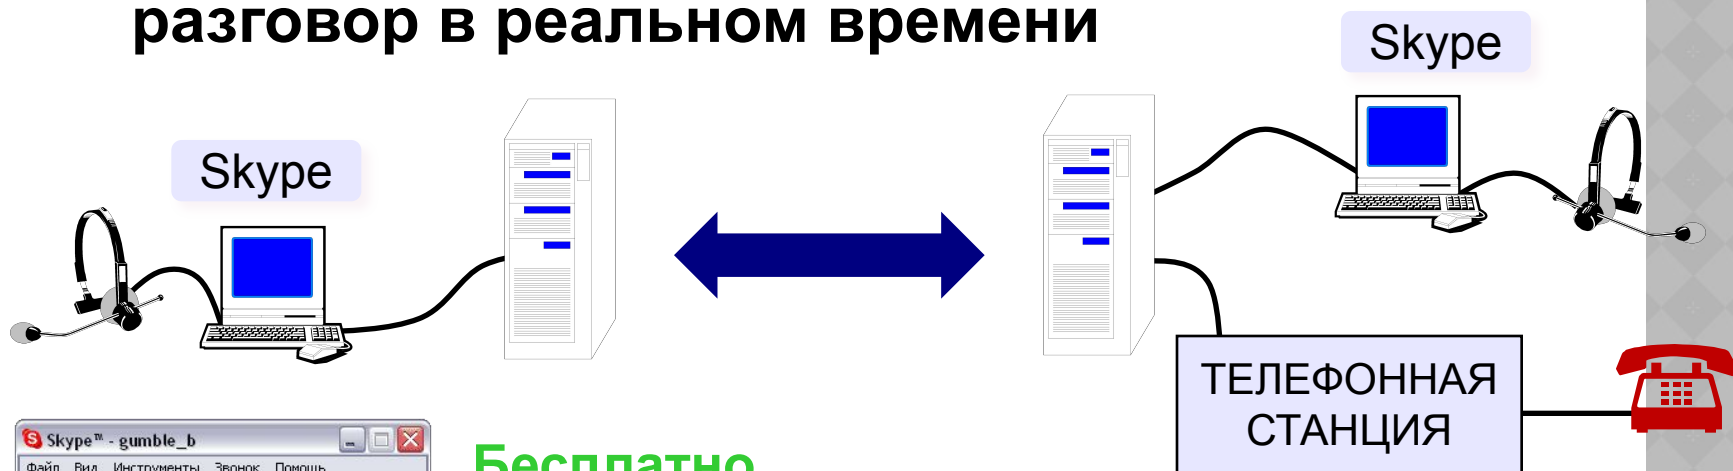 разговор в реальном времени
Skype
Skype
ТЕЛЕФОННАЯ
СТАНЦИЯ
Skype™ - gumble_b
Файл Вид Инструменты Звонок Помощь
Бесплатно